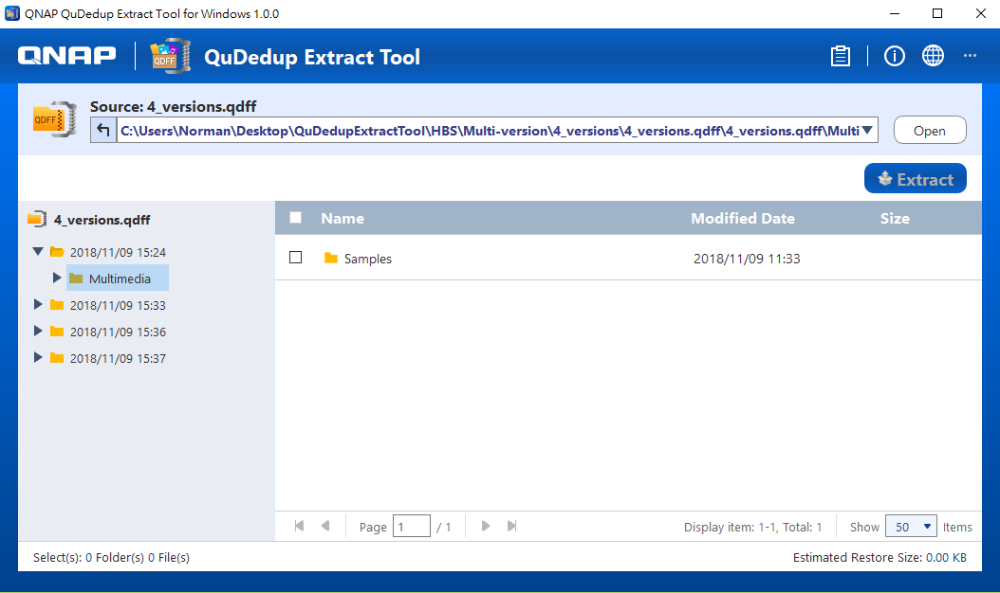 QNAP QuDedup Extract Tool for Windows 1.0.0
QNAP QDFF QuDedup Extract Tool
QDFF
Source: 4_versions.qdff
C:\Users\Norman\Desktop\QuDedupExtractTool\HBS\Multi-version\4_versions\4_versions.qdff\4_versions.qdff\Multi
Open
Extract
4_versions.qdff
Name Modified Date Size
2018/11/09 15:24
Samples 2018/11/09 11:33
Multimedia
2018/11/09 15:33
2018/11/09 15:36
2018/11/09 15:37
Page 1 / 1 Display item: 1-1, Total: 1 Show 50 Items
Select(s): 0 Folder(s) 0 File(s) Estimated Restore Size: 0.00 KB